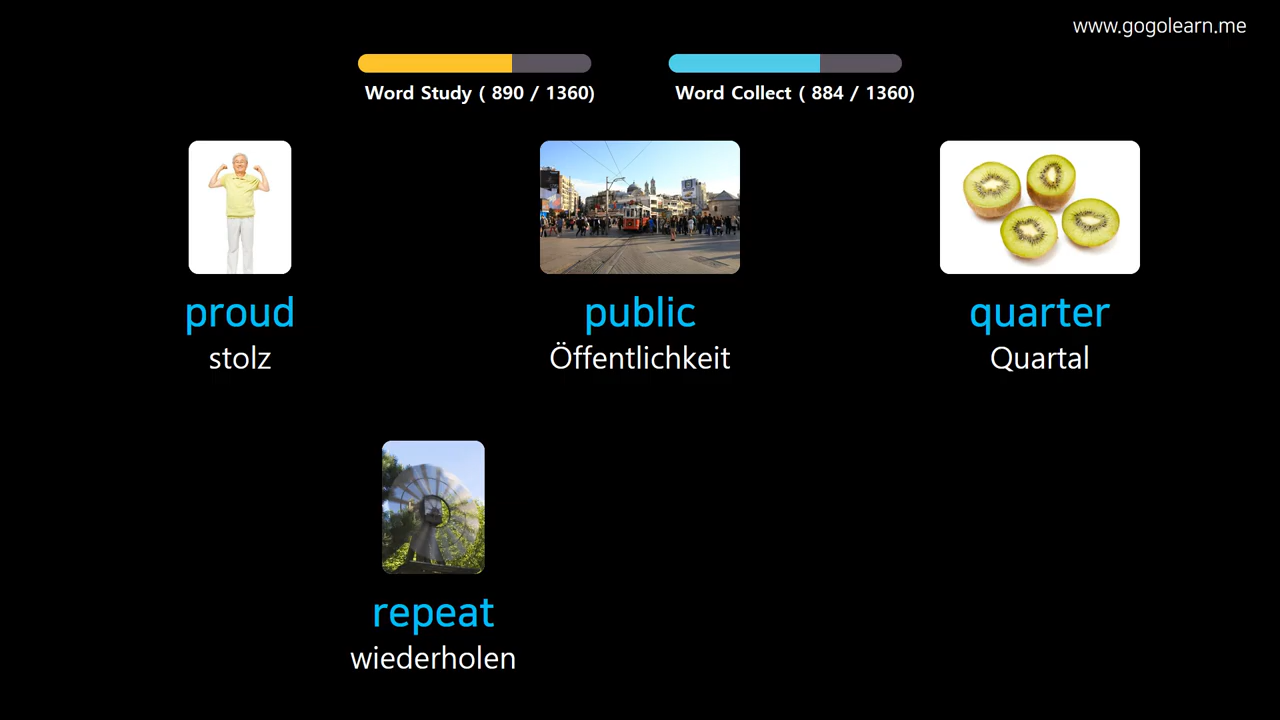 www.gogolearn.me
Word Study ( 890 / 1360)
Word Collect ( 884 / 1360)
proud
stolz
public
Öffentlichkeit
quarter
Quartal
repeat
wiederholen